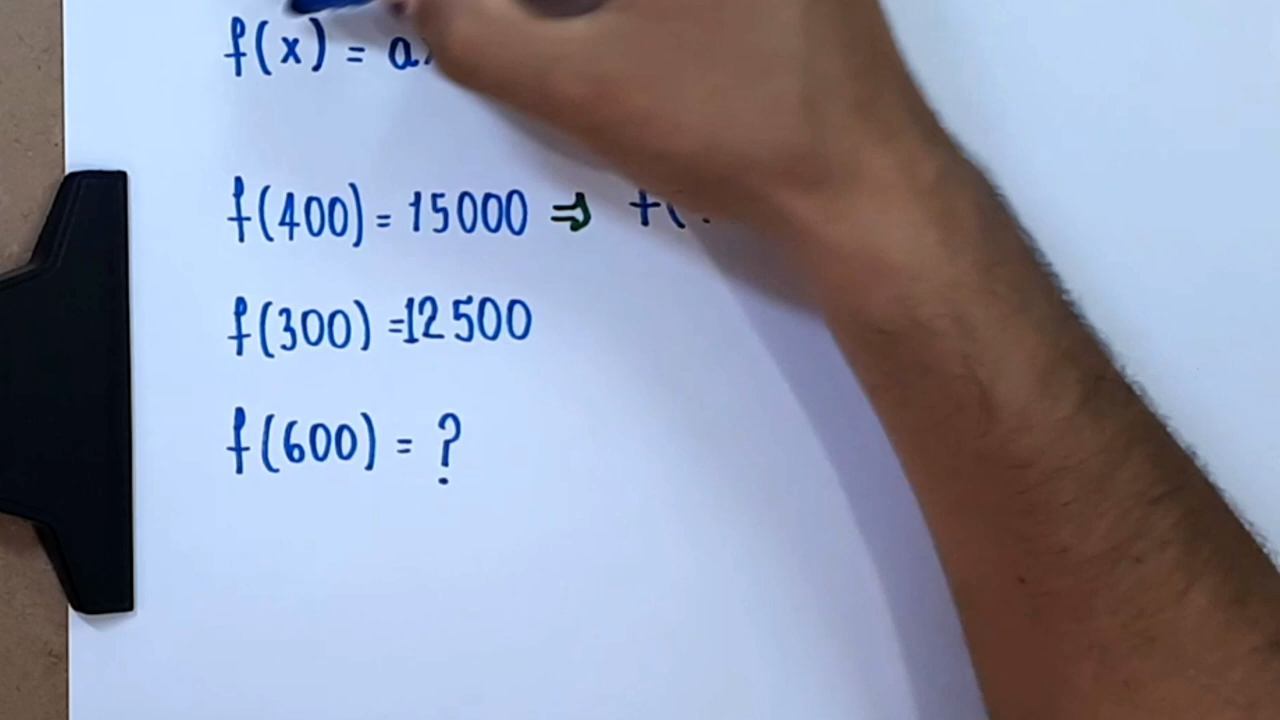 f(x) = a
f(400) = 15000 ⇒ f(
f(300) = 12500
f(600) = ?